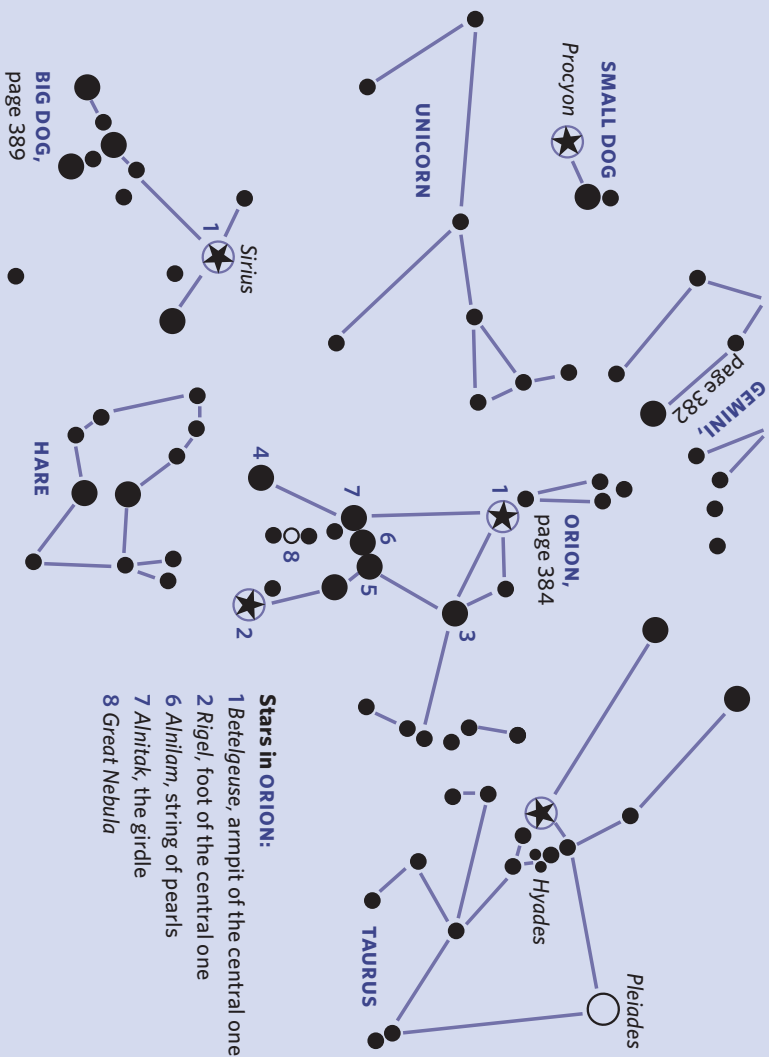 SMALL DOG
Procyon
UNICORN
BIG DOG,
page 389
1
Sirius
GEMINI,
page 382
HARE
ORION,
page 384
1
3
4
7
6
5
8
2
Stars in ORION:
1 Betelgeuse, armpit of the central one
2 Rigel, foot of the central one
6 Alnilam, string of pearls
7 Alnitak, the girdle
8 Great Nebula
Hyades
Pleiades
TAURUS